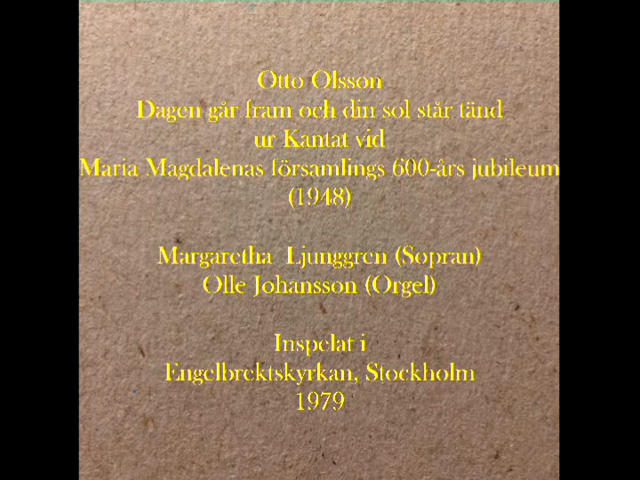 Otto Olsson
Dagen går fram och din sol står tänd
ur Kantat vid
Maria Magdalenas församlings 600-års jubileum
(1948)
Margaretha Ljunggren (Sopran)
Olle Johansson (Orgel)
Inspelat i
Engelbrektskyrkan, Stockholm
1979